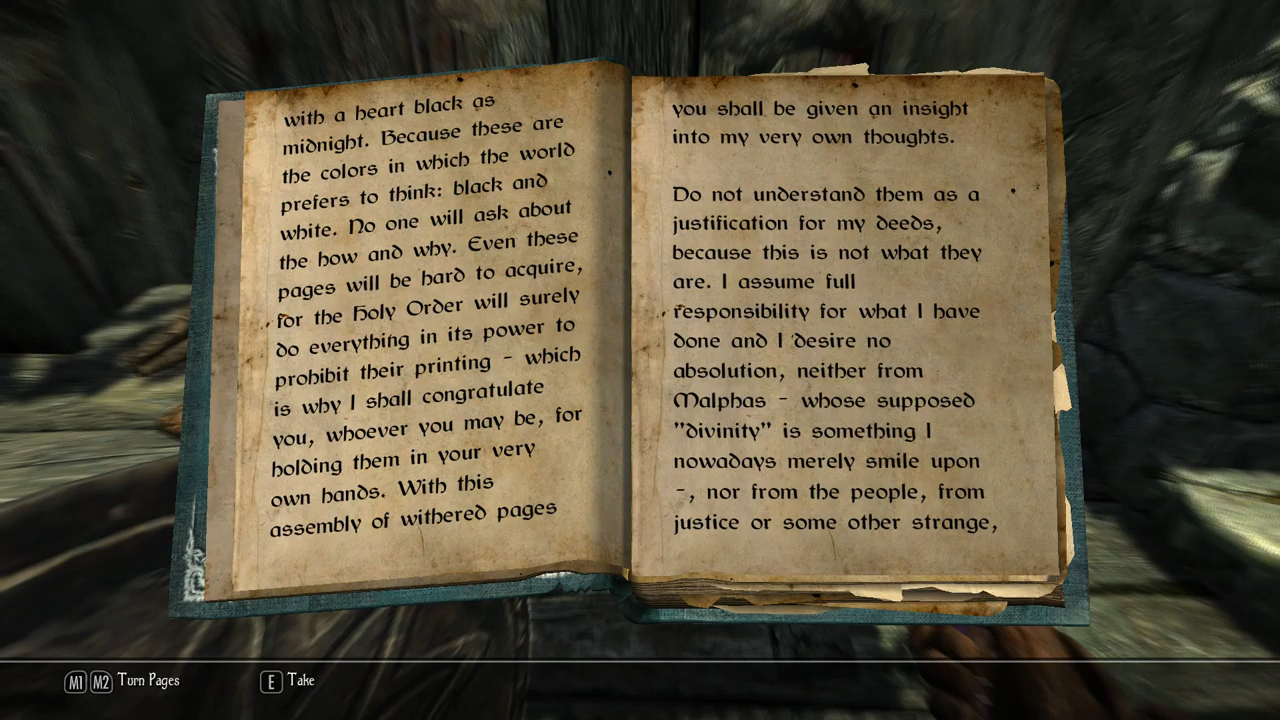 with a heart black as
midnight. Because these are
the colors in which the world
prefers to think: black and
white. No one will ask about
the how and why. Even these
pages will be hard to acquire,
for the Holy Order will surely
do everything in its power to
prohibit their printing - which
is why I shall congratulate
you, whoever you may be, for
holding them in your very
own hands. With this
assembly of withered pages
you shall be given an insight
into my very own thoughts.
Do not understand them as a
justification for my deeds,
because this is not what they
are. I assume full
responsibility for what I have
done and I desire no
absolution, neither from
Malphas - whose supposed
"divinity" is something I
nowadays merely smile upon
-, nor from the people, from
justice or some other strange,
M1 M2 Turn Pages
E Take